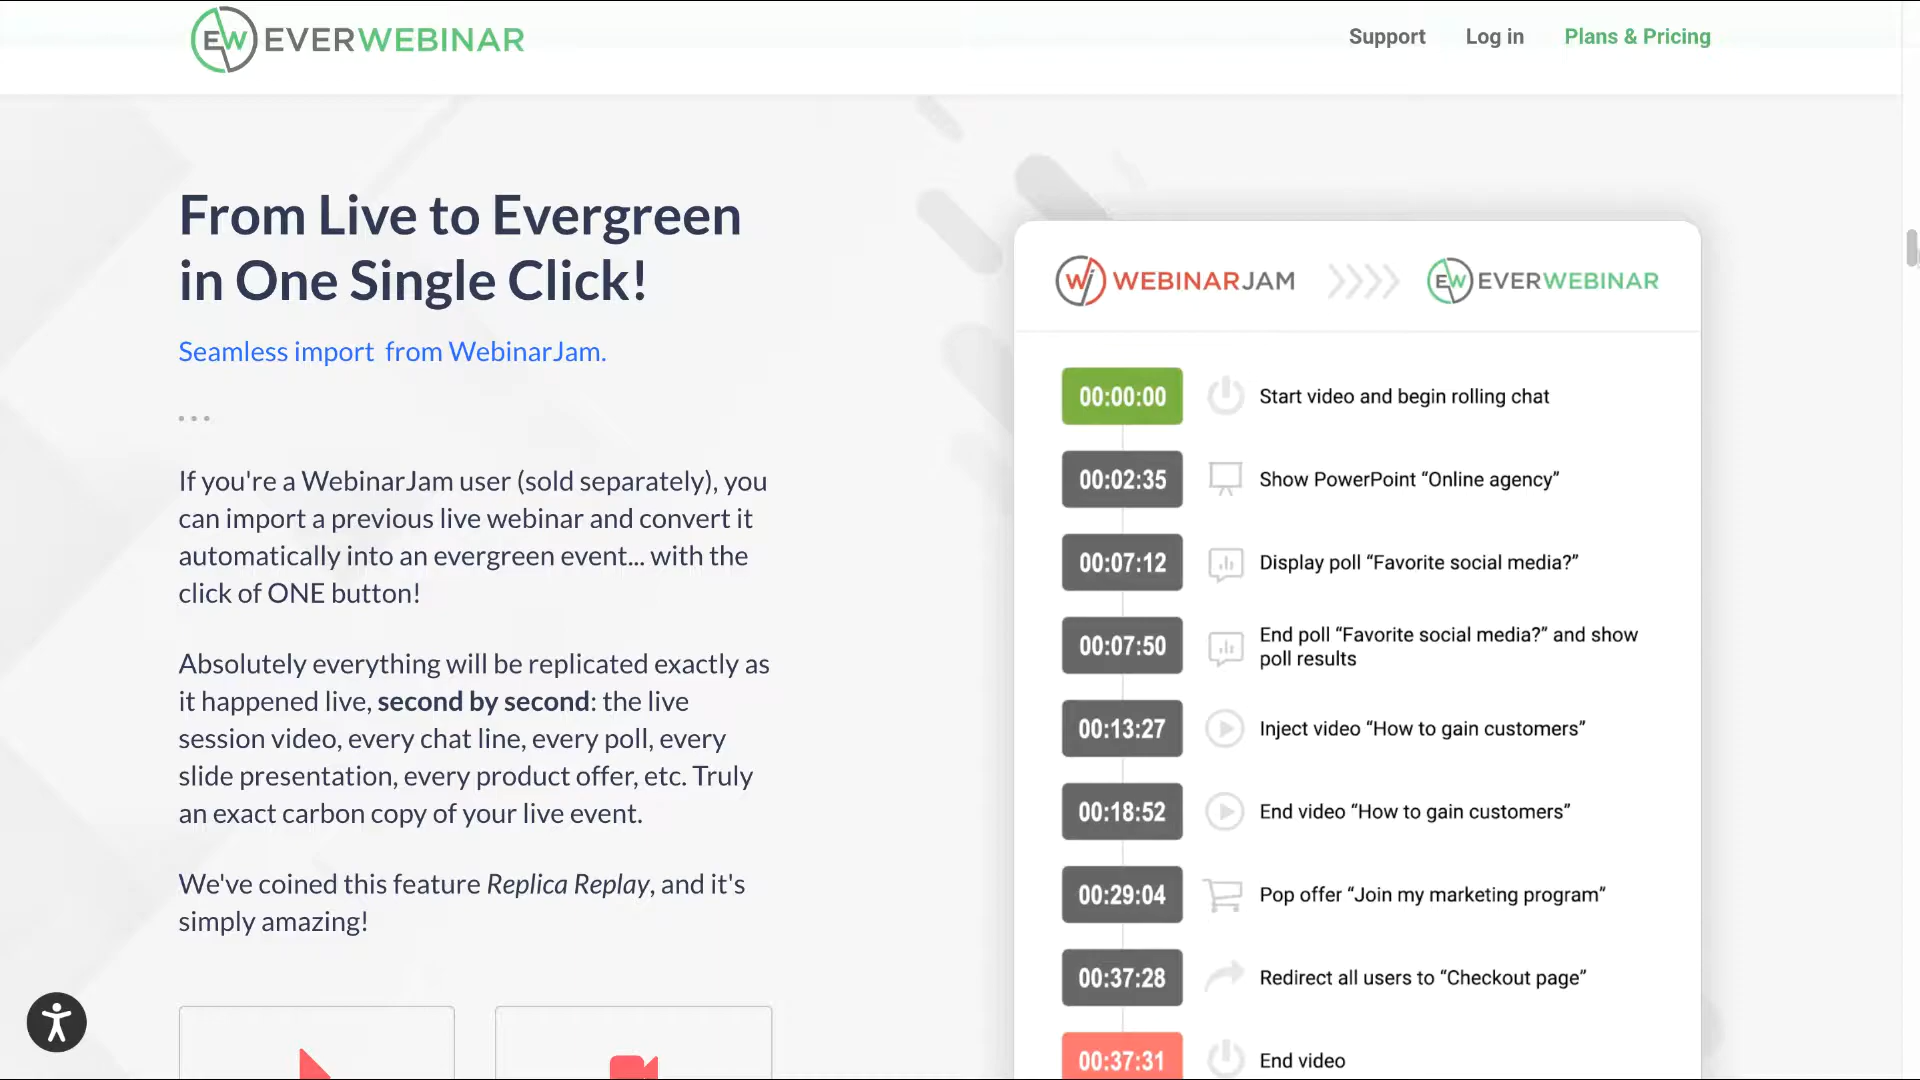 EW EVERWEBINAR
Support
Log in
Plans & Pricing
From Live to Evergreen
in One Single Click!
Seamless import  from WebinarJam.
If you're a WebinarJam user (sold separately), you
can import a previous live webinar and convert it
automatically into an evergreen event... with the
click of ONE button!
Absolutely everything will be replicated exactly as
it happened live, second by second: the live
session video, every chat line, every poll, every
slide presentation, every product offer, etc. Truly
an exact carbon copy of your live event.
We've coined this feature Replica Replay, and it's
simply amazing!
Wj WEBINARJAM
EW EVERWEBINAR
00:00:00 Start video and begin rolling chat
00:02:35 Show PowerPoint “Online agency”
00:07:12 Display poll “Favorite social media?”
00:07:50 End poll “Favorite social media?” and show
poll results
00:13:27 Inject video “How to gain customers”
00:18:52 End video “How to gain customers”
00:29:04 Pop offer “Join my marketing program”
00:37:28 Redirect all users to “Checkout page”
00:37:31 End video